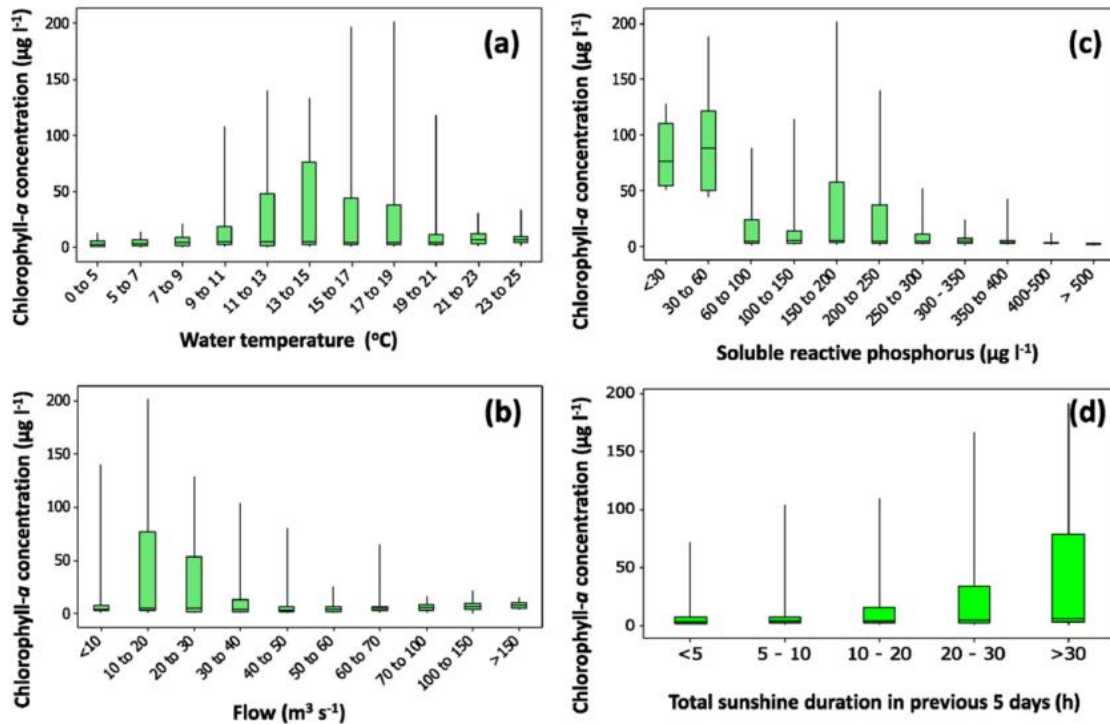 (a)
Chlorophyll-a concentration (µg l-1)
200
150
100
50
0
0 to 5
5 to 7
7 to 9
9 to 11
11 to 13
13 to 15
15 to 17
17 to 19
19 to 21
21 to 23
23 to 25
Water temperature (oC)
(c)
Chlorophyll-a concentration (µg l-1)
200
150
100
50
0
<30
30 to 60
60 to 100
100 to 150
150 to 200
200 to 250
250 to 300
300 - 350
350 to 400
400-500
> 500
Soluble reactive phosphorus (µg l-1)
(b)
Chlorophyll-a concentration (µg l-1)
200
150
100
50
0
<10
10 to 20
20 to 30
30 to 40
40 to 50
50 to 60
60 to 70
70 to 100
100 to 150
> 150
Flow (m3 s-1)
(d)
Chlorophyll-a concentration (µg l-1)
200
150
100
50
0
<5
5 - 10
10 - 20
20 - 30
>30
Total sunshine duration in previous 5 days (h)